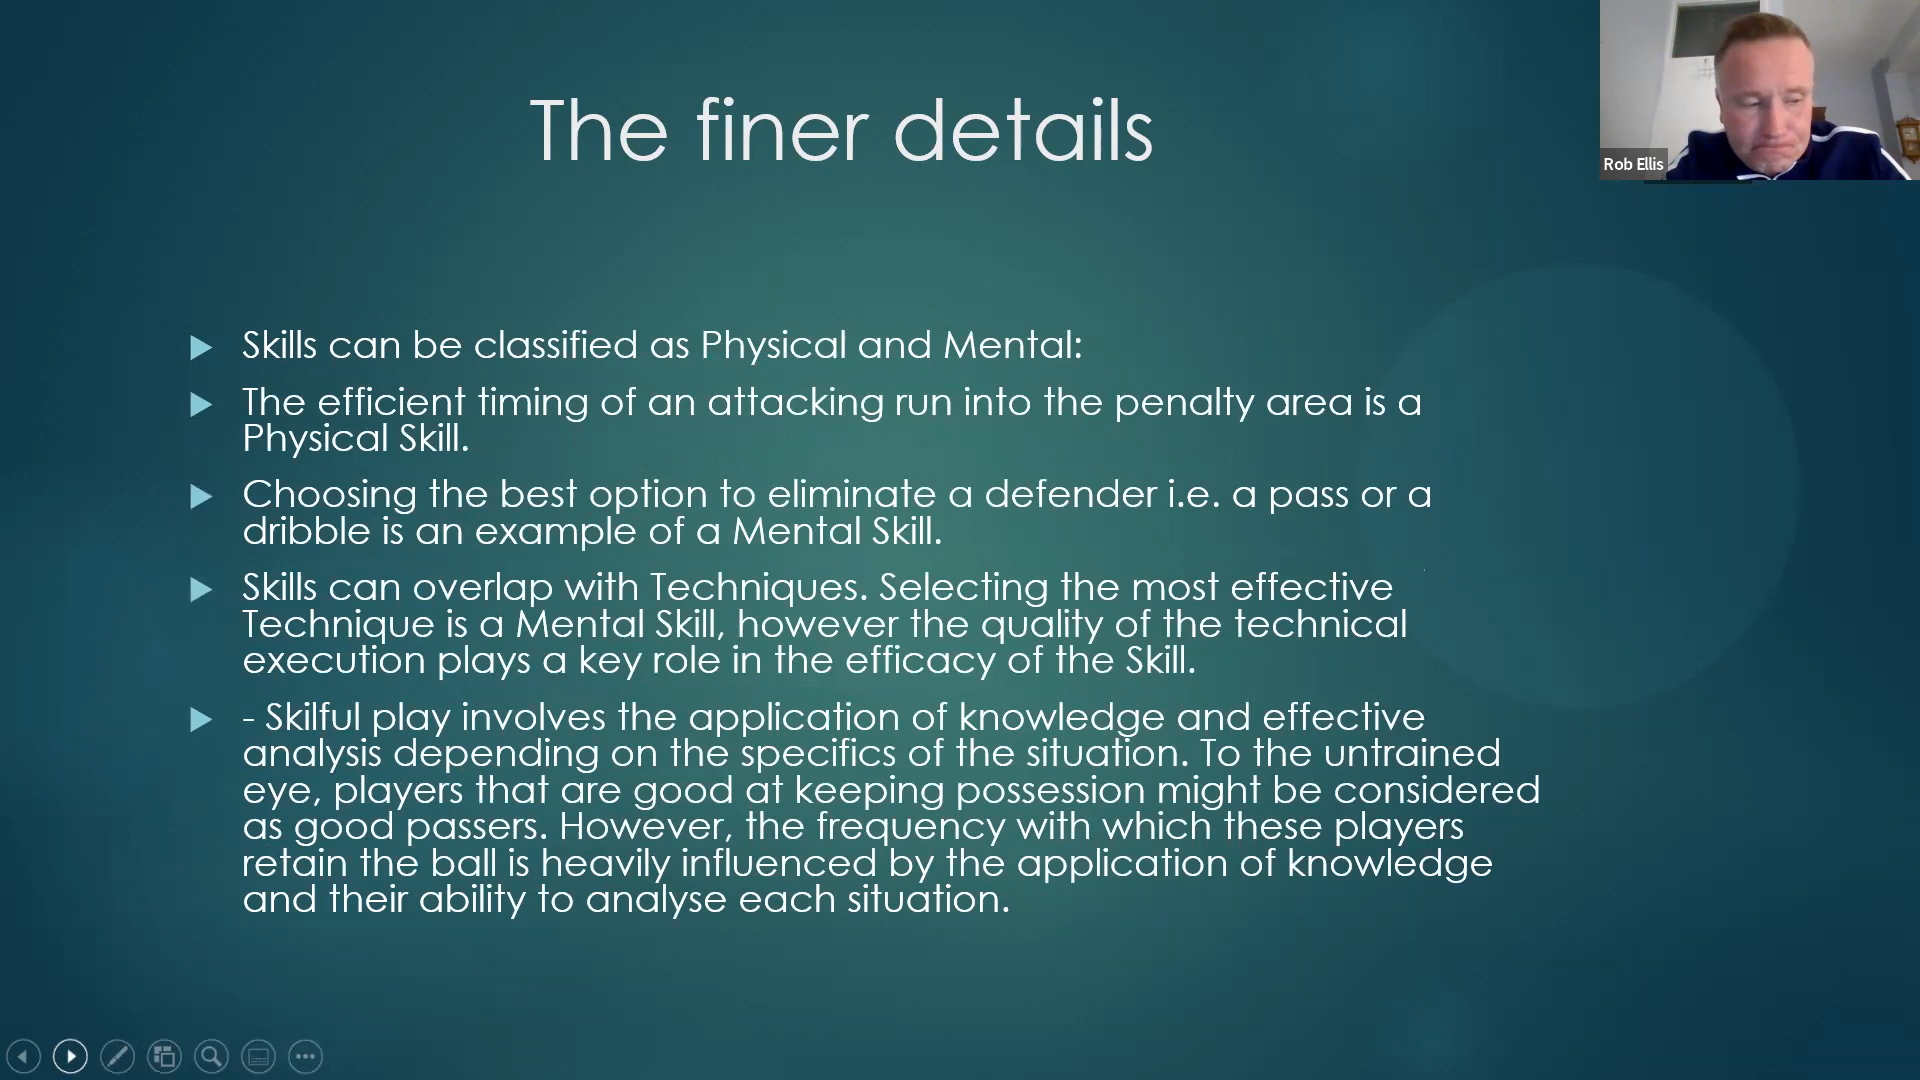 The finer details
Rob Ellis
Skills can be classified as Physical and Mental:
The efficient timing of an attacking run into the penalty area is a
Physical Skill.
Choosing the best option to eliminate a defender i.e. a pass or a
dribble is an example of a Mental Skill.
Skills can overlap with Techniques. Selecting the most effective
Technique is a Mental Skill, however the quality of the technical
execution plays a key role in the efficacy of the Skill.
- Skilful play involves the application of knowledge and effective
analysis depending on the specifics of the situation. To the untrained
eye, players that are good at keeping possession might be considered
as good passers. However, the frequency with which these players
retain the ball is heavily influenced by the application of knowledge
and their ability to analyse each situation.